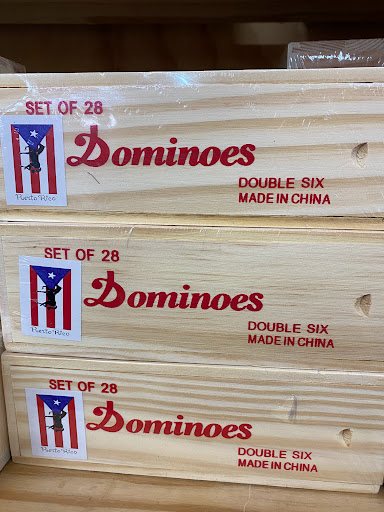 SET OF 28
Dominoes
Puerto Rico
DOUBLE SIX
MADE IN CHINA
SET OF 28
Dominoes
Puerto Rico
DOUBLE SIX
MADE IN CHINA
SET OF 28
Dominoes
Puerto Rico
DOUBLE SIX
MADE IN CHINA